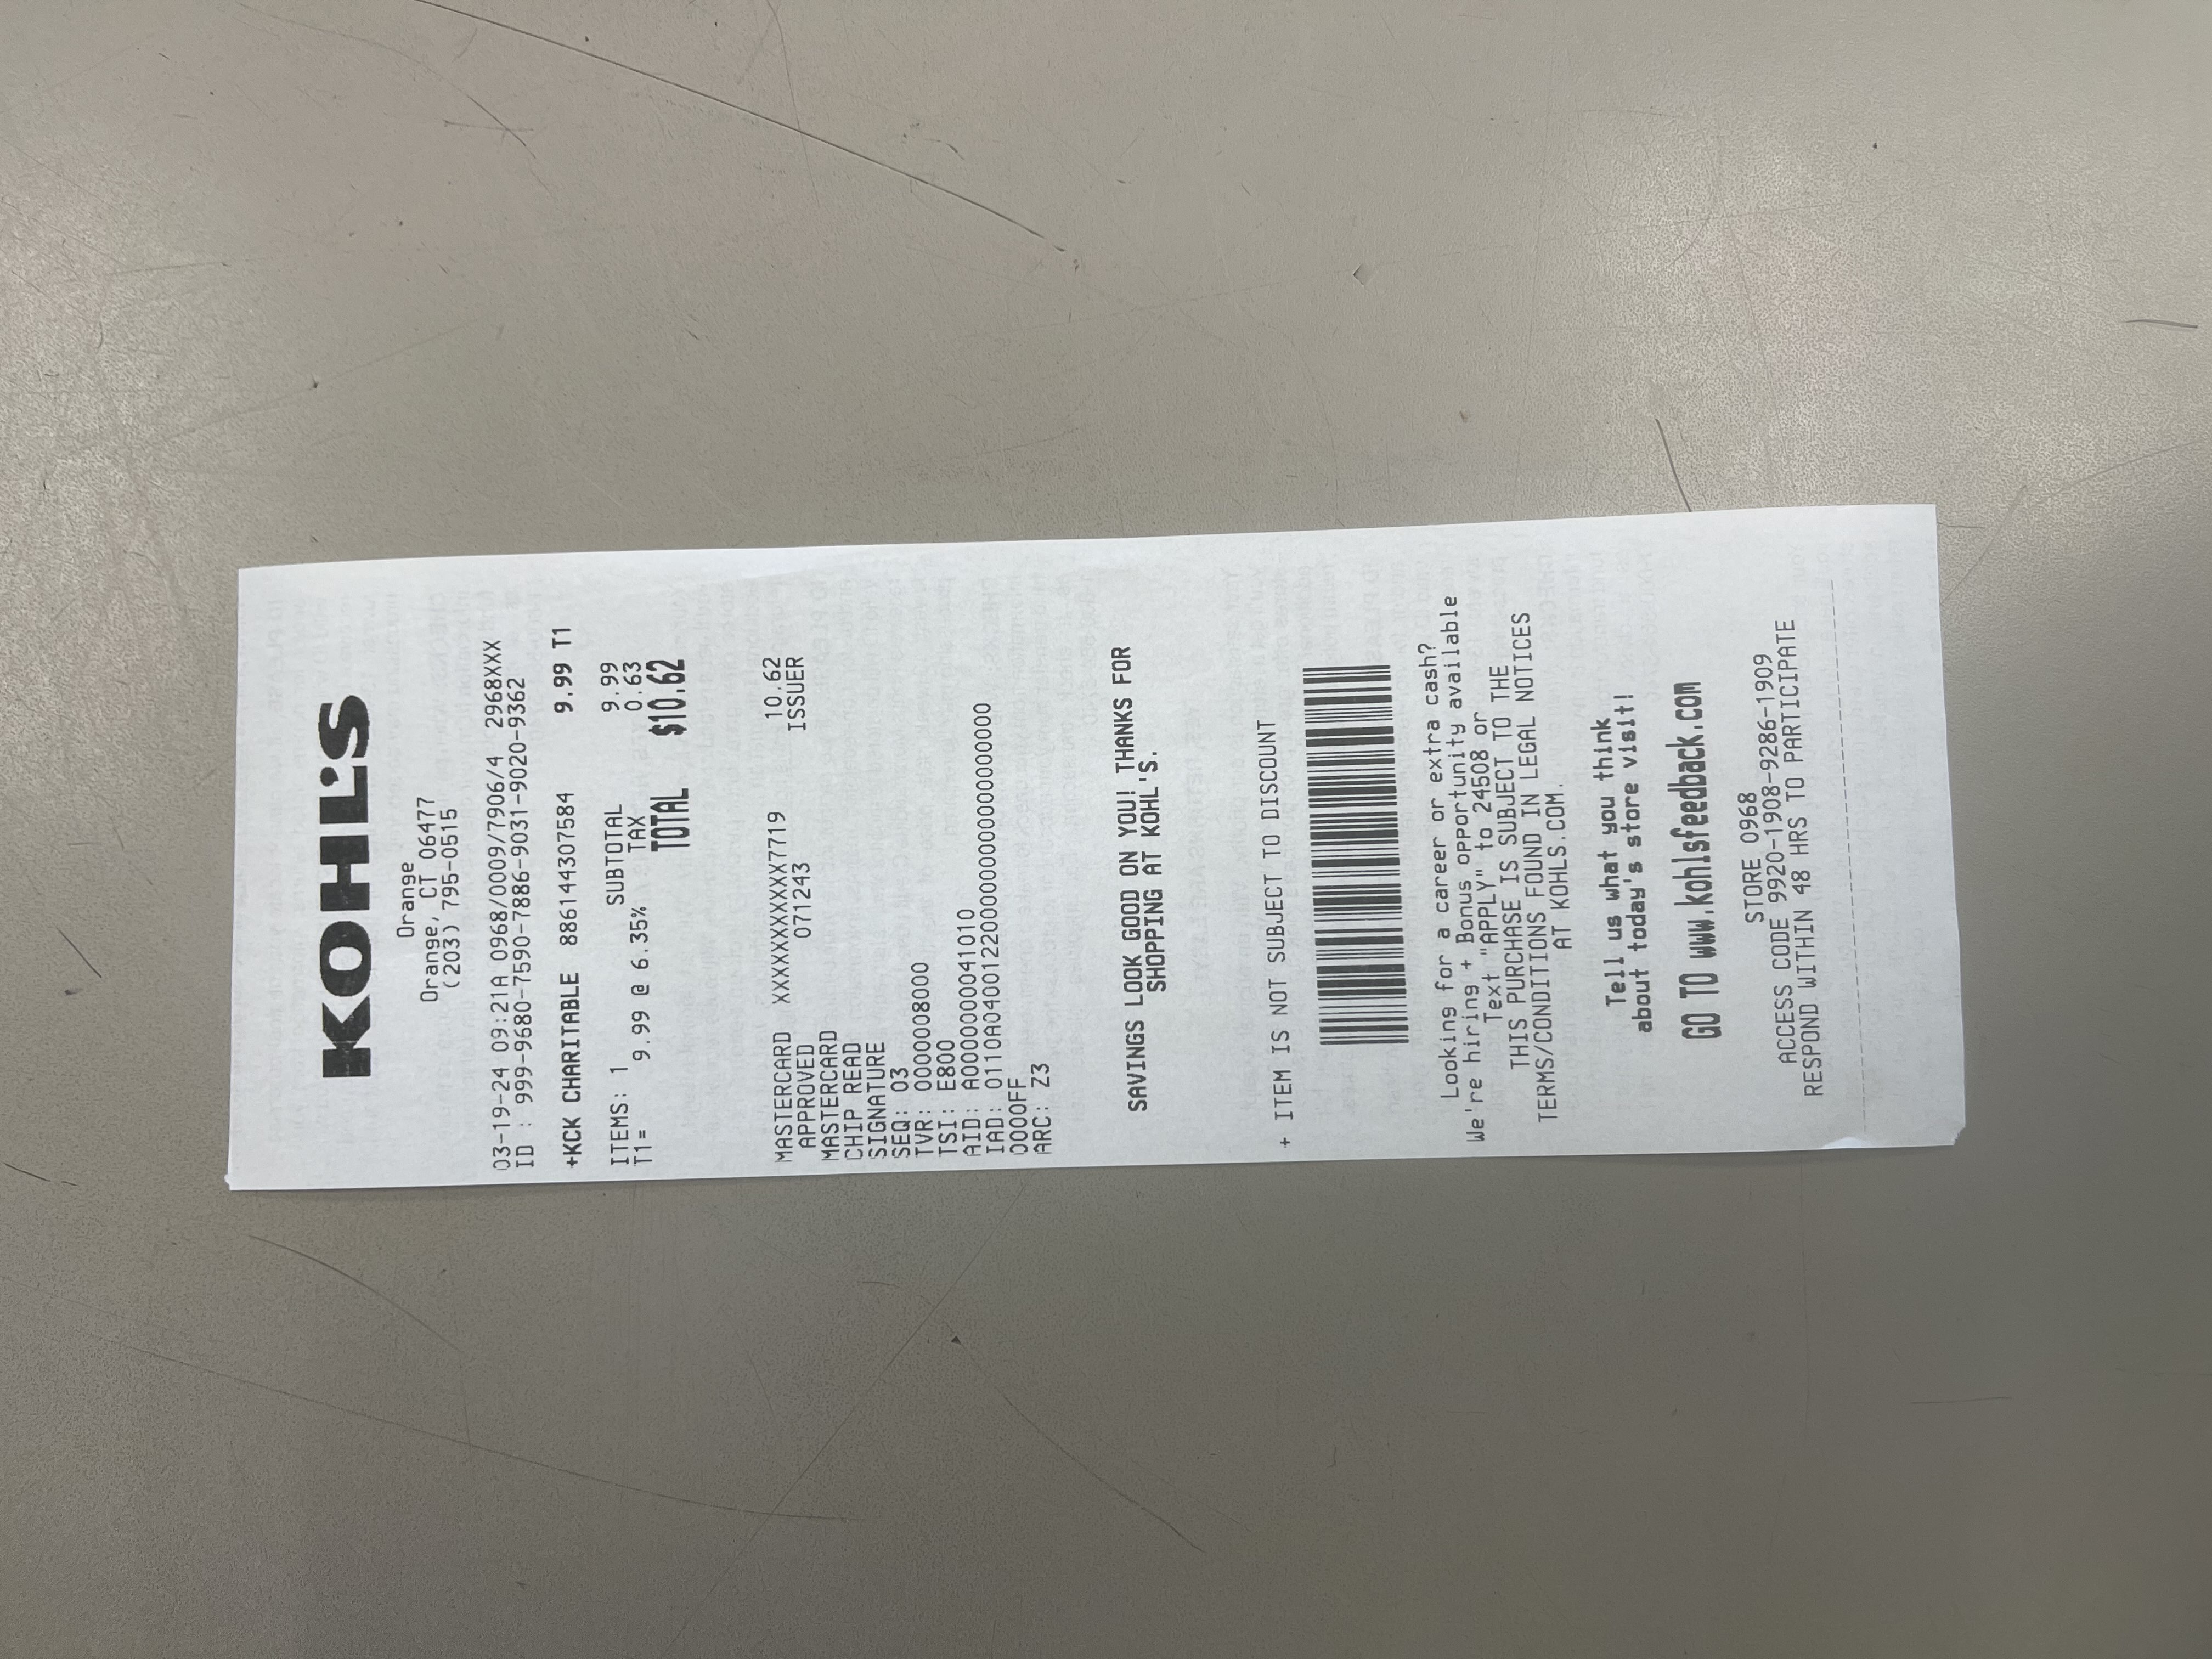 KOHL'S
Orange
Orange, CT 06477
(203) 795-0515
03-19-24 09:21A 0968/0009/7906/4 2968XXX
ID : 999-9680-7590-7886-9031-9020-9362
+KCK CHARITABLE 886144307584 9.99 T1
ITEMS: 1 SUBTOTAL 9.99
T1= 9.99 @ 6.35% TAX 0.63
TOTAL $10.62
MASTERCARD XXXXXXXXXXXX7719 10.62
APPROVED 071243 ISSUER
MASTERCARD
CHIP READ
SIGNATURE
SEQ: 03
TVR: 0000008000
TSI: E800
AID: A0000000041010
IAD: 0110A04001220000000000000000000000
0000FF
ARC: Z3
SAVINGS LOOK GOOD ON YOU! THANKS FOR
SHOPPING AT KOHL'S.
+ ITEM IS NOT SUBJECT TO DISCOUNT
Looking for a career or extra cash?
We're hiring + Bonus opportunity available
Text "APPLY" to 24508 or
THIS PURCHASE IS SUBJECT TO THE
TERMS/CONDITIONS FOUND IN LEGAL NOTICES
AT KOHLS.COM.
Tell us what you think
about today's store visit!
GO TO www.kohlsfeedback.com
STORE 0968
ACCESS CODE 9920-1908-9286-1909
RESPOND WITHIN 48 HRS TO PARTICIPATE